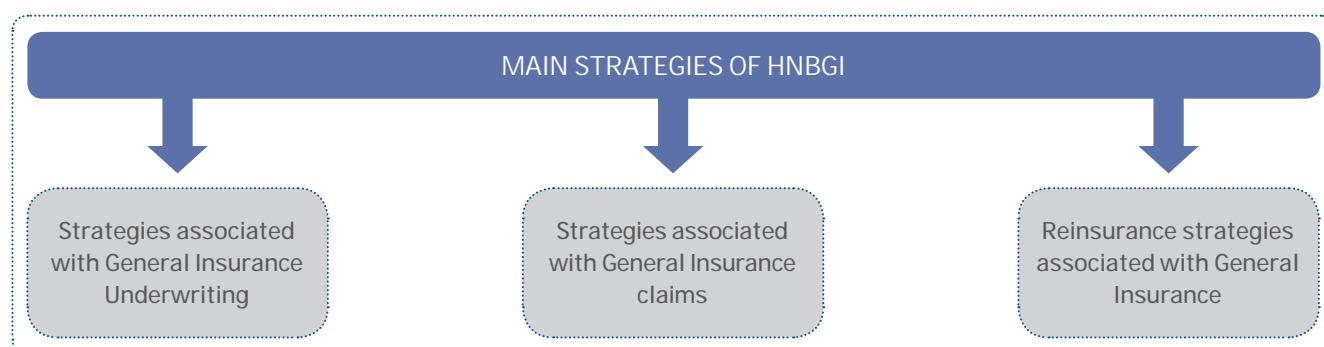 MAIN STRATEGIES OF HNBGI
Strategies associated
with General Insurance
Underwriting
Strategies associated
with General Insurance
claims
Reinsurance strategies
associated with General
Insurance